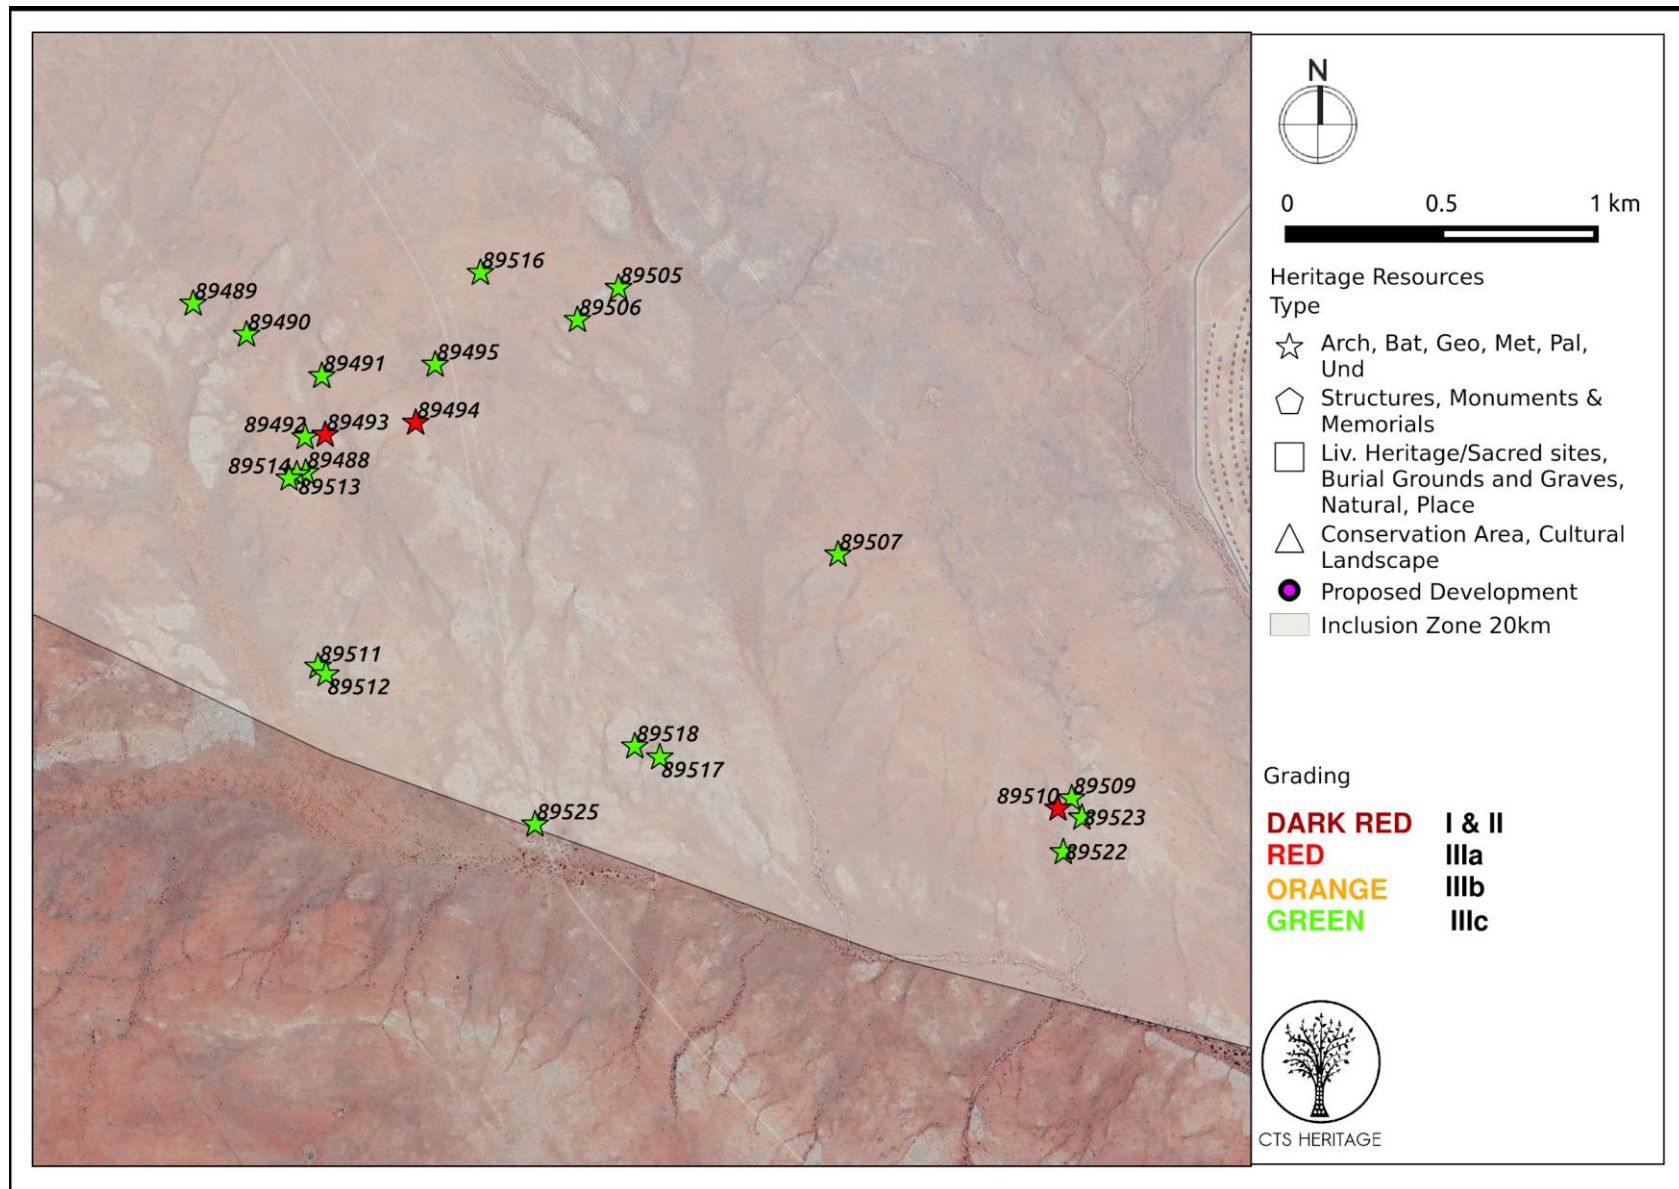 89516
89505
89489
89506
89490
89495
89491
89494
89493
89492
89488
89514
89513
89507
89511
89512
89518
89517
89509
89510
89525
89523
89522
N
0 0.5 1 km
Heritage Resources
Type
Arch, Bat, Geo, Met, Pal,
Und
Structures, Monuments &
Memorials
Liv. Heritage/Sacred sites,
Burial Grounds and Graves,
Natural, Place
Conservation Area, Cultural
Landscape
Proposed Development
Inclusion Zone 20km
Grading
DARK RED I & II
RED IIIa
ORANGE IIIb
GREEN IIIc
CTS HERITAGE